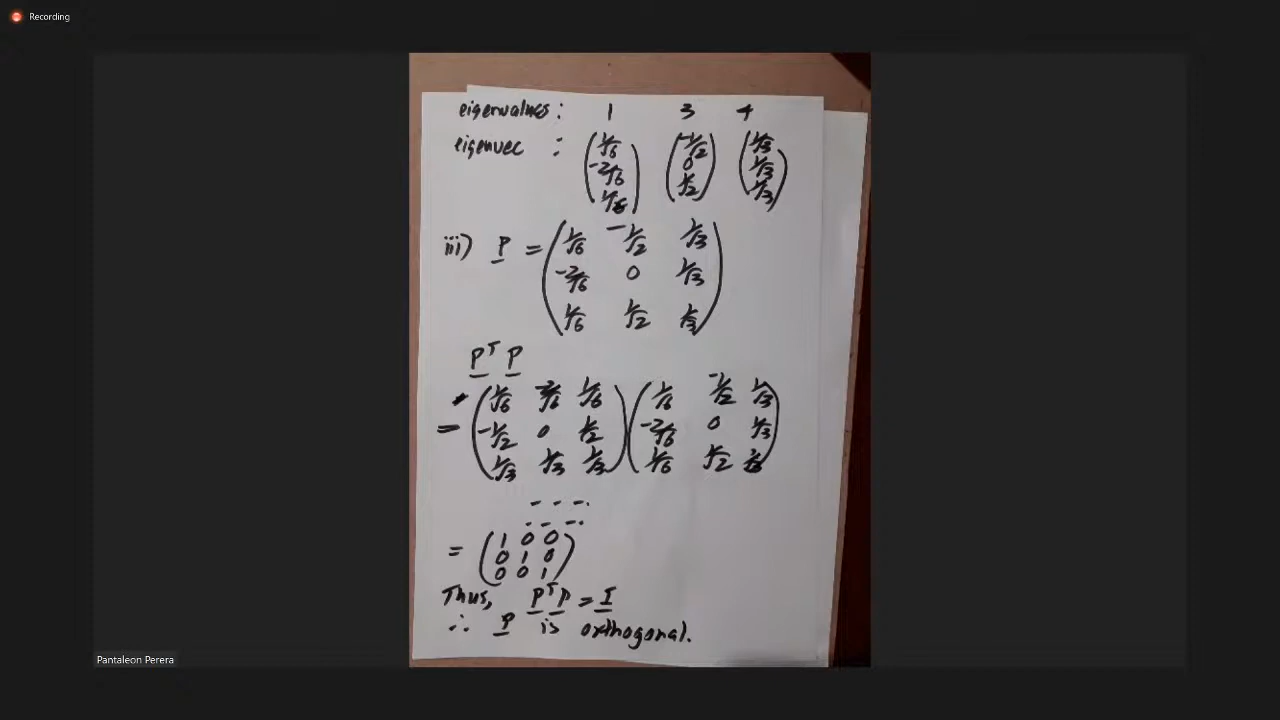 Recording
eigenvalues: 1 3 4
eigenvec : (1/√6 -2/√6 1/√6) (-1/√2 0 1/√2) (1/√3 1/√3 1/√3)
iii) P = (1/√6 -1/√2 1/√3
-2/√6 0 1/√3
1/√6 1/√2 1/√3)
PᵀP
= (1/√6 -2/√6 1/√6) (1/√6 -1/√2 1/√3)
(-1/√2 0 1/√2) (-2/√6 0 1/√3)
(1/√3 1/√3 1/√3) (1/√6 1/√2 1/√3)
= (1 0 0
0 1 0
0 0 1)
Thus, PᵀP = I
∴ P is orthogonal.
Pantaleon Perera